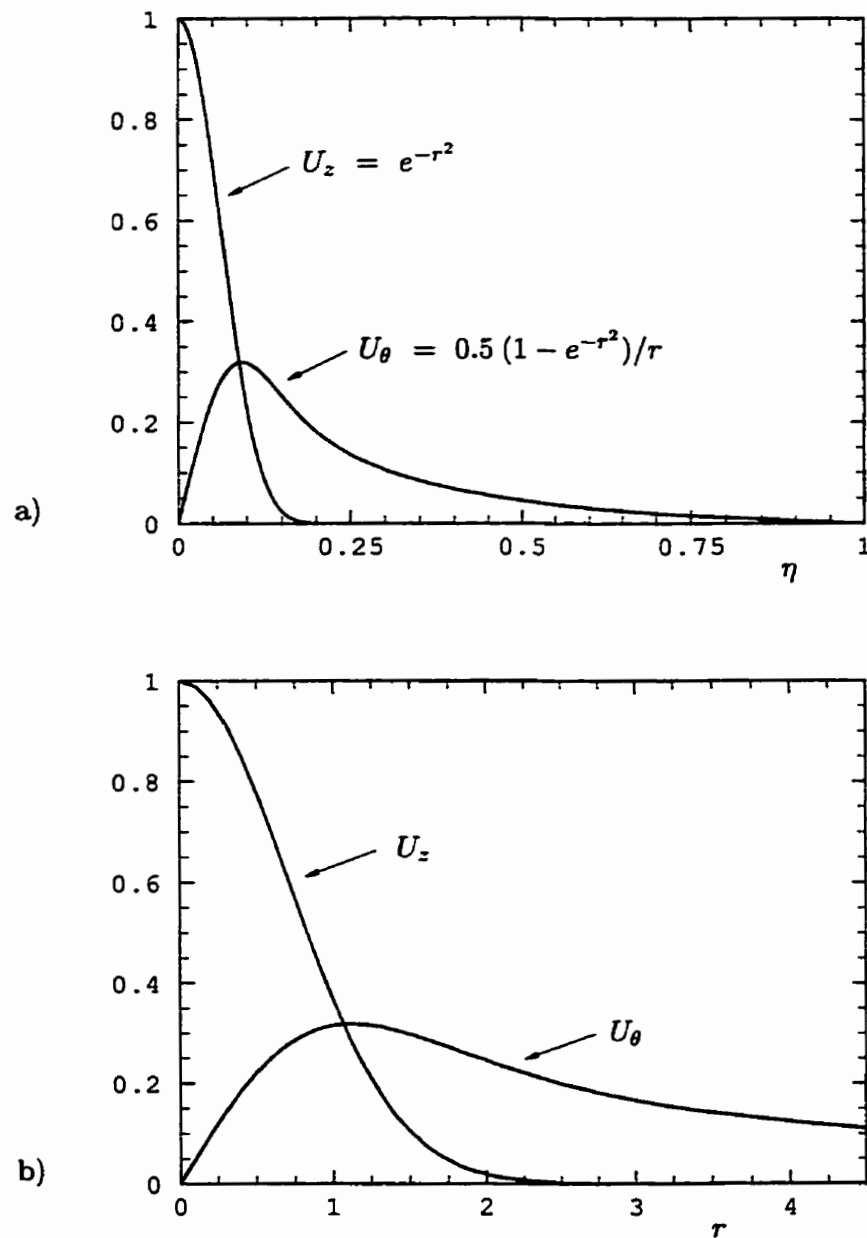 1
0.8
U_z = e^{-r^2}
0.6
0.4
U_θ = 0.5 (1 - e^{-r^2})/r
0.2
a)
0
0 0.25 0.5 0.75 1
η
1
0.8
U_z
0.6
0.4
U_θ
0.2
b)
0
0 1 2 3 4
r